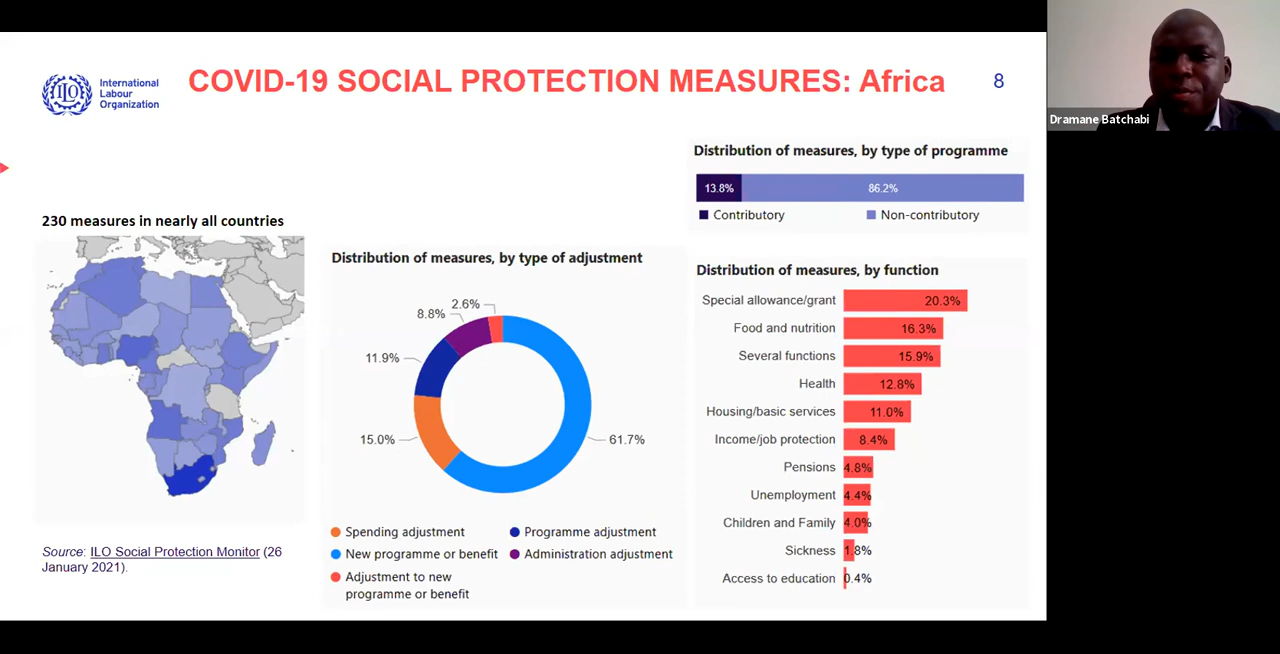 International
Labour
Organization
COVID-19 SOCIAL PROTECTION MEASURES: Africa
8
Dramane Batchabi
Distribution of measures, by type of programme
13.8%
86.2%
Contributory
Non-contributory
230 measures in nearly all countries
Distribution of measures, by type of adjustment
2.6%
8.8%
11.9%
15.0%
61.7%
Spending adjustment
Programme adjustment
New programme or benefit
Administration adjustment
Adjustment to new
programme or benefit
Distribution of measures, by function
Special allowance/grant 20.3%
Food and nutrition 16.3%
Several functions 15.9%
Health 12.8%
Housing/basic services 11.0%
Income/job protection 8.4%
Pensions 4.8%
Unemployment 4.4%
Children and Family 4.0%
Sickness 1.8%
Access to education 0.4%
Source: ILO Social Protection Monitor (26
January 2021).